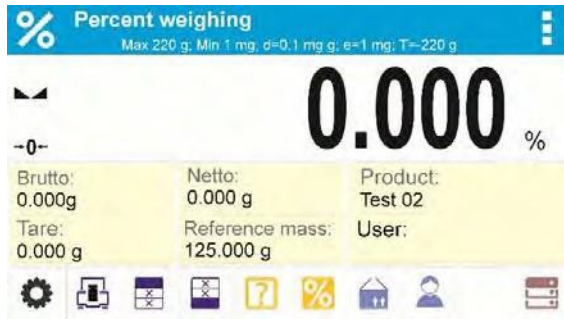 % Percent weighing
Max 220 g; Min 1 mg; d=0.1 mg g; e=1 mg; T=-220 g
0.000 %
→0←
Brutto: Netto: Product:
0.000g 0.000 g Test 02
Tare: Reference mass: User:
0.000 g 125.000 g
? %